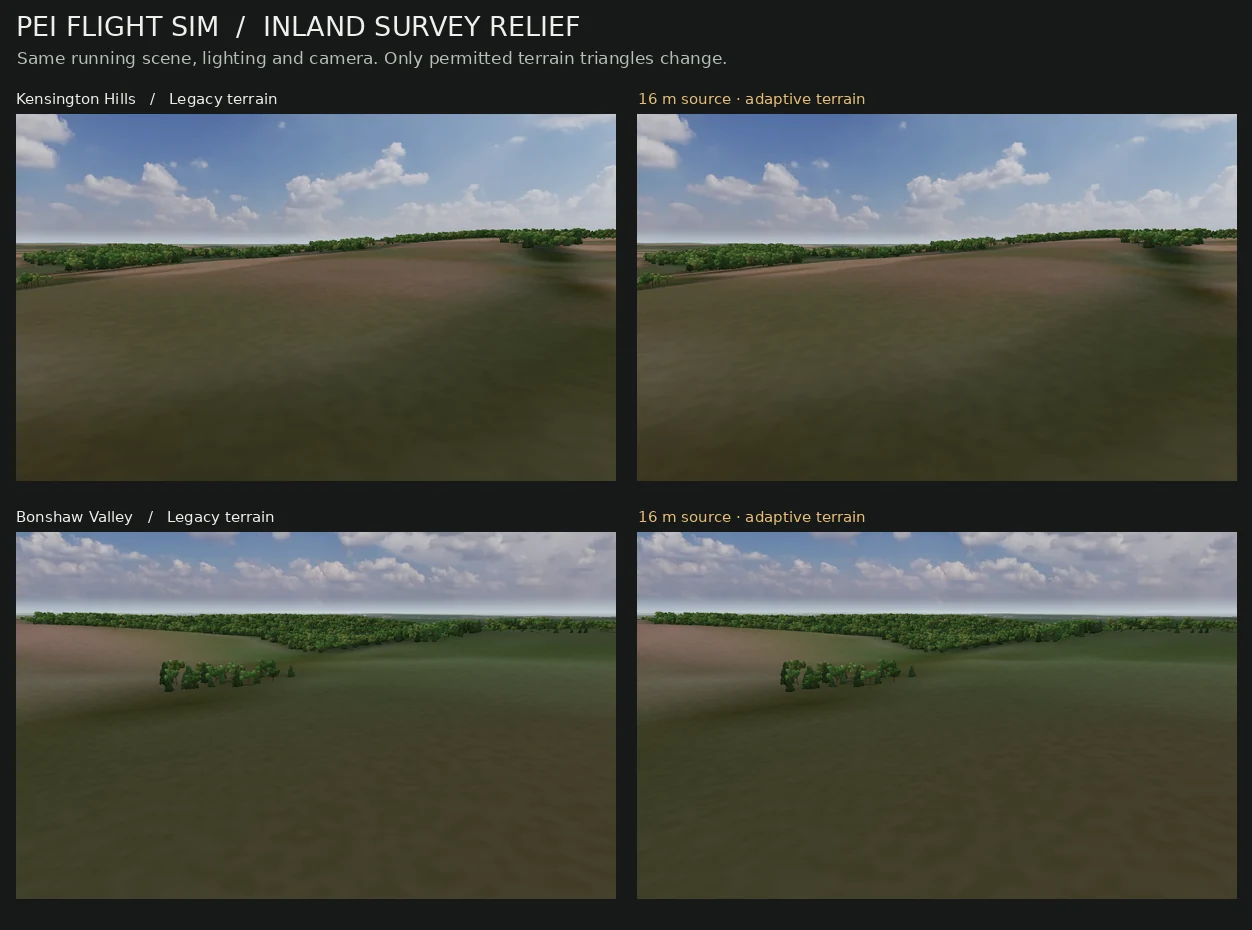 PEI FLIGHT SIM / INLAND SURVEY RELIEF
Same running scene, lighting and camera. Only permitted terrain triangles change.
Kensington Hills / Legacy terrain
16 m source · adaptive terrain
Bonshaw Valley / Legacy terrain
16 m source · adaptive terrain